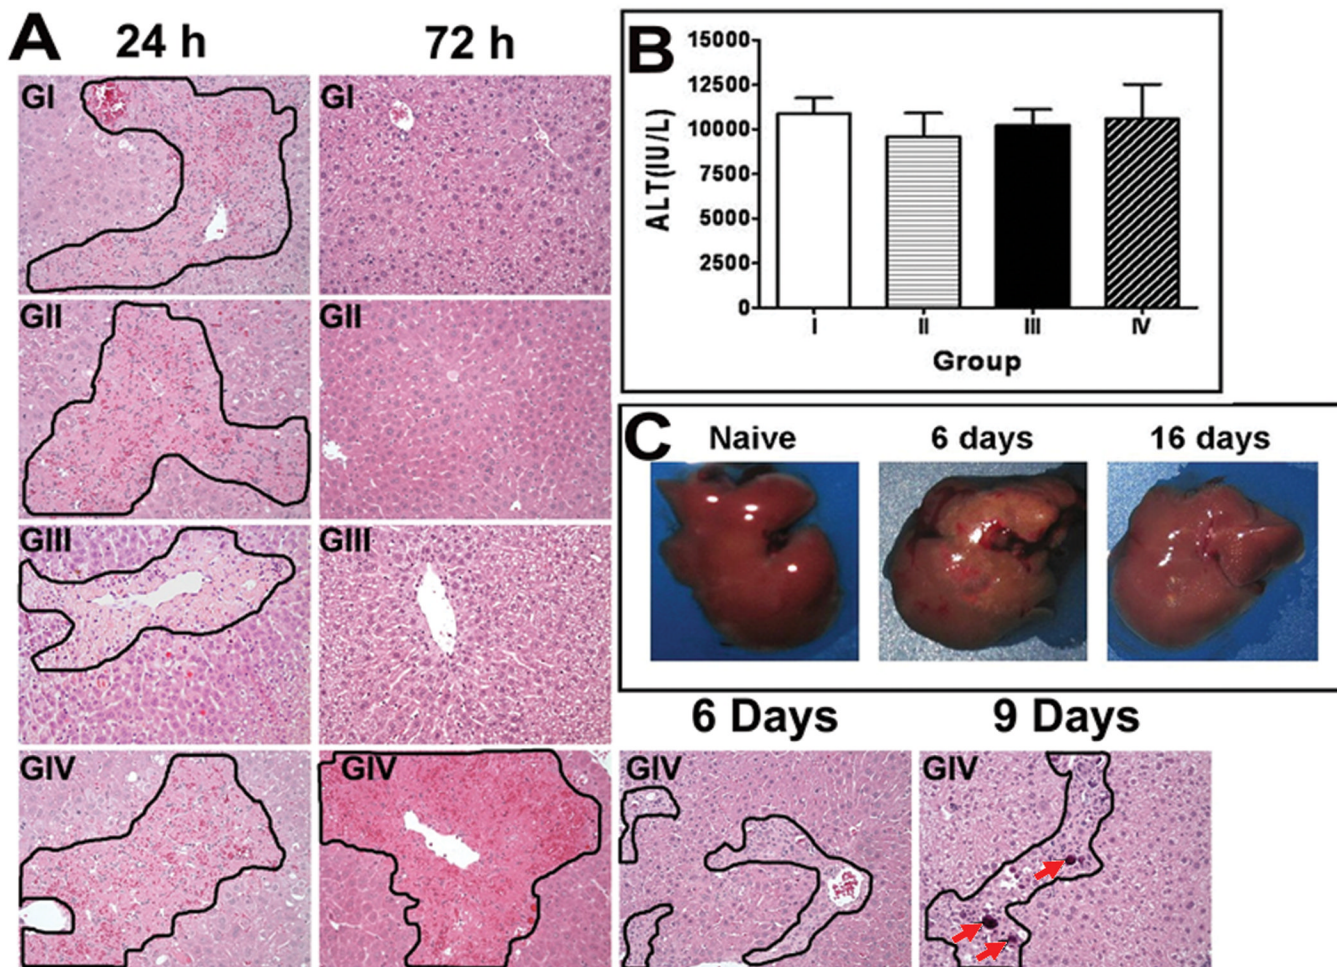 A
24 h
72 h
GI
GI
GII
GII
GIII
GIII
GIV
GIV
B
15000
12500
10000
7500
5000
2500
0
ALT(IU/L)
I
II
III
IV
Group
C
Naive
6 days
16 days
6 Days
9 Days
GIV
GIV